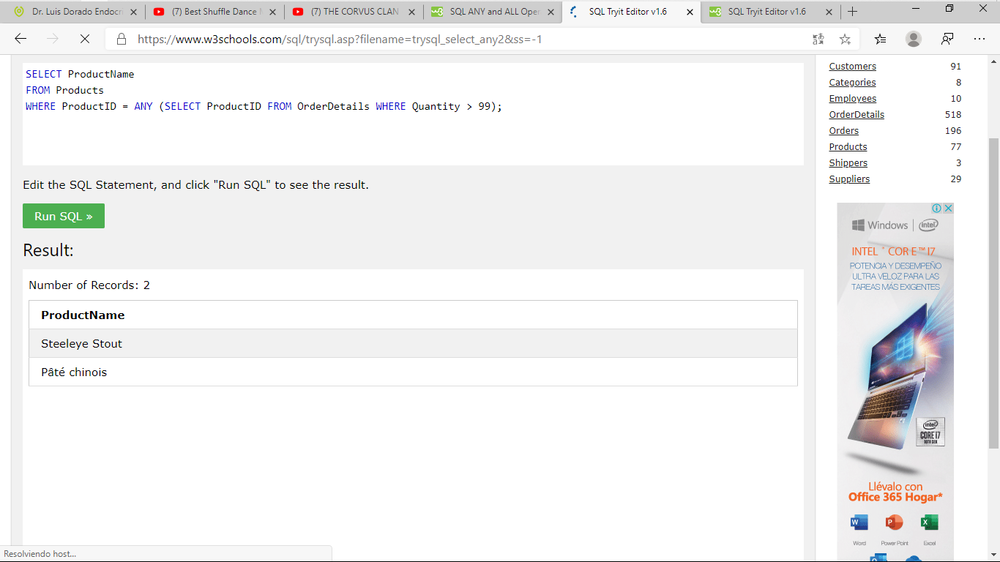 Dr. Luis Dorado Endocri
(7) Best Shuffle Dance M
(7) THE CORVUS CLAN
SQL ANY and ALL Oper
SQL Tryit Editor v1.6
SQL Tryit Editor v1.6
https://www.w3schools.com/sql/trysql.asp?filename=trysql_select_any2&ss=-1
SELECT ProductName
FROM Products
WHERE ProductID = ANY (SELECT ProductID FROM OrderDetails WHERE Quantity > 99);
Edit the SQL Statement, and click "Run SQL" to see the result.
Run SQL »
Result:
Number of Records: 2
ProductName
Steeleye Stout
Pâté chinois
Customers 91
Categories 8
Employees 10
OrderDetails 518
Orders 196
Products 77
Shippers 3
Suppliers 29
Windows | intel
INTEL® CORE™ I7
POTENCIA Y DESEMPEÑO
ULTRA VELOZ PARA LAS
TAREAS MÁS EXIGENTES
intel
CORE i7
10TH GEN
Llévalo con
Office 365 Hogar*
Word Power Point Excel
Resolviendo host...